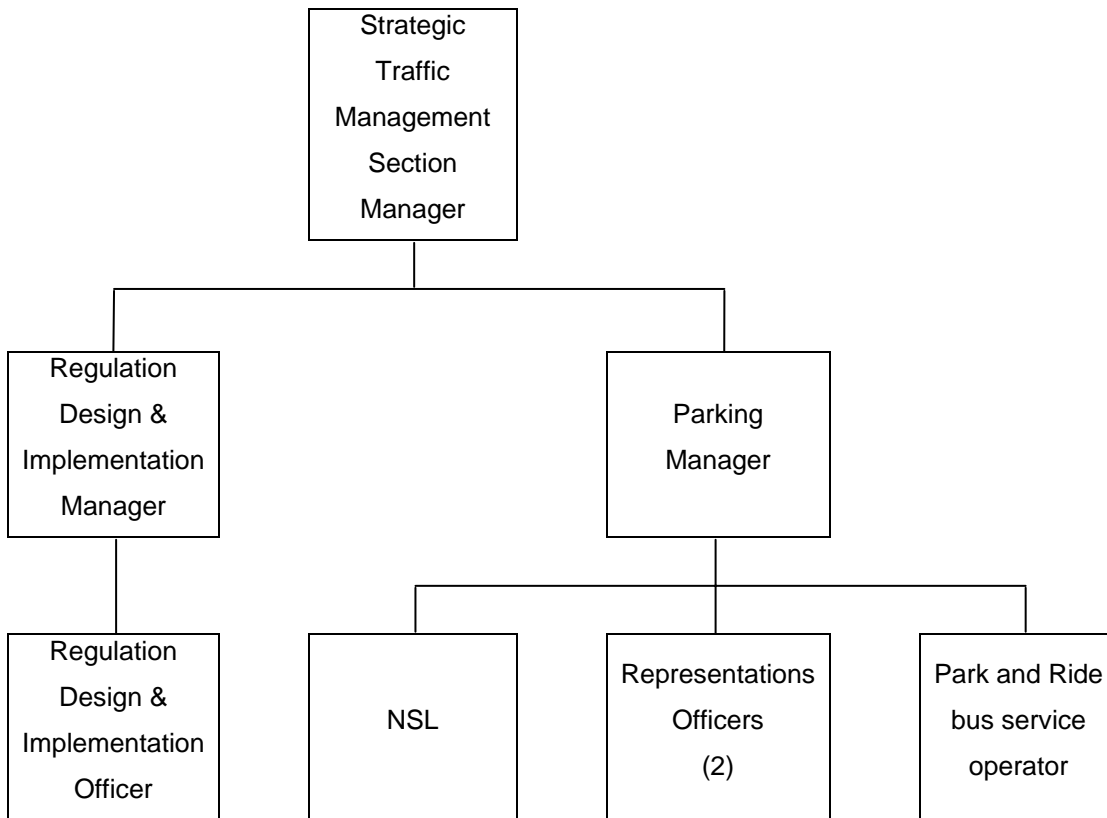 Strategic
Traffic
Management
Section
Manager
Regulation
Design &
Implementation
Manager
Parking
Manager
Regulation
Design &
Implementation
Officer
NSL
Representations
Officers
(2)
Park and Ride
bus service
operator